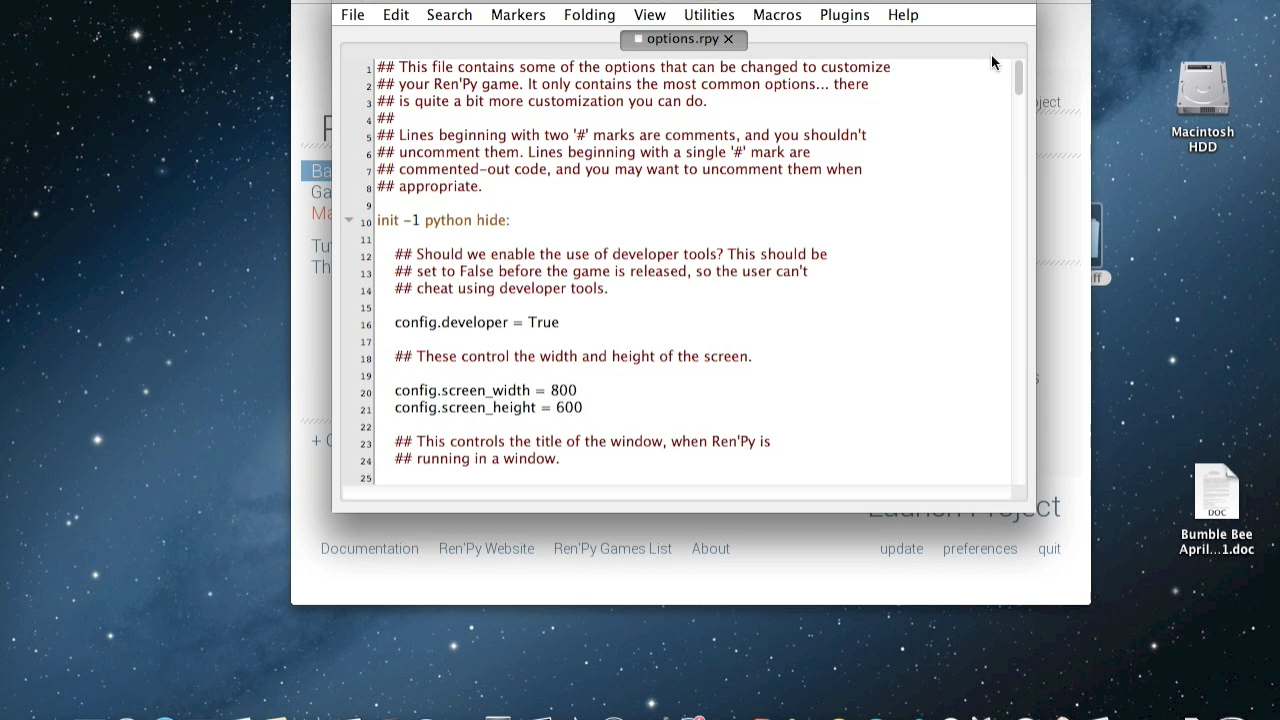 File Edit Search Markers Folding View Utilities Macros Plugins Help
options.rpy
1 ## This file contains some of the options that can be changed to customize
2 ## your Ren'Py game. It only contains the most common options... there
3 ## is quite a bit more customization you can do.
4 ##
5 ## Lines beginning with two '#' marks are comments, and you shouldn't
6 ## uncomment them. Lines beginning with a single '#' mark are
7 ## commented-out code, and you may want to uncomment them when
8 ## appropriate.
9
10 init -1 python hide:
11
12 ## Should we enable the use of developer tools? This should be
13 ## set to False before the game is released, so the user can't
14 ## cheat using developer tools.
15
16 config.developer = True
17
18 ## These control the width and height of the screen.
19
20 config.screen_width = 800
21 config.screen_height = 600
22
23 ## This controls the title of the window, when Ren'Py is
24 ## running in a window.
25
Documentation Ren'Py Website Ren'Py Games List About update preferences quit
Macintosh
HDD
DOC
Bumble Bee
April...1.doc